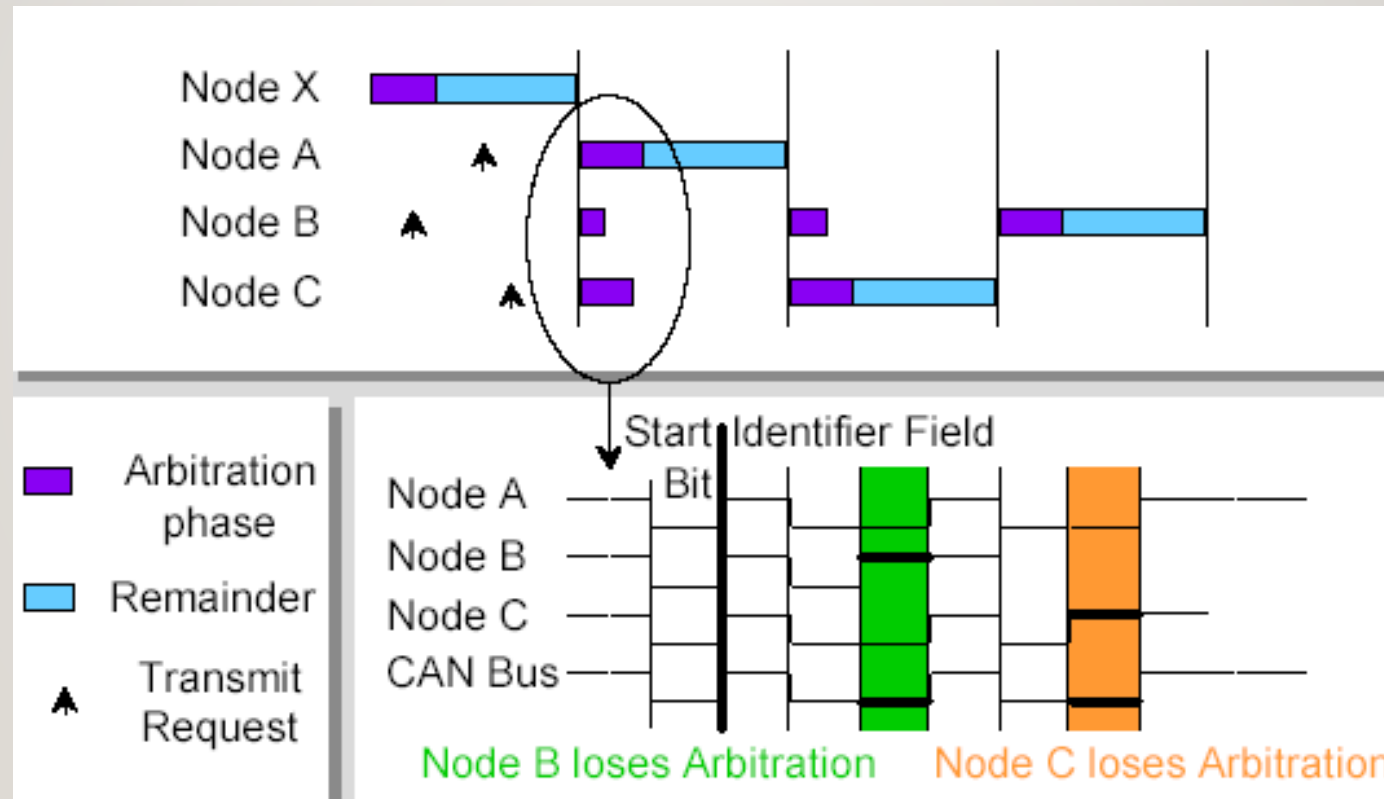 Node X
Node A
Node B
Node C
Arbitration
phase
Remainder
Transmit
Request
Start Identifier Field
Bit
Node A
Node B
Node C
CAN Bus
Node B loses Arbitration
Node C loses Arbitration